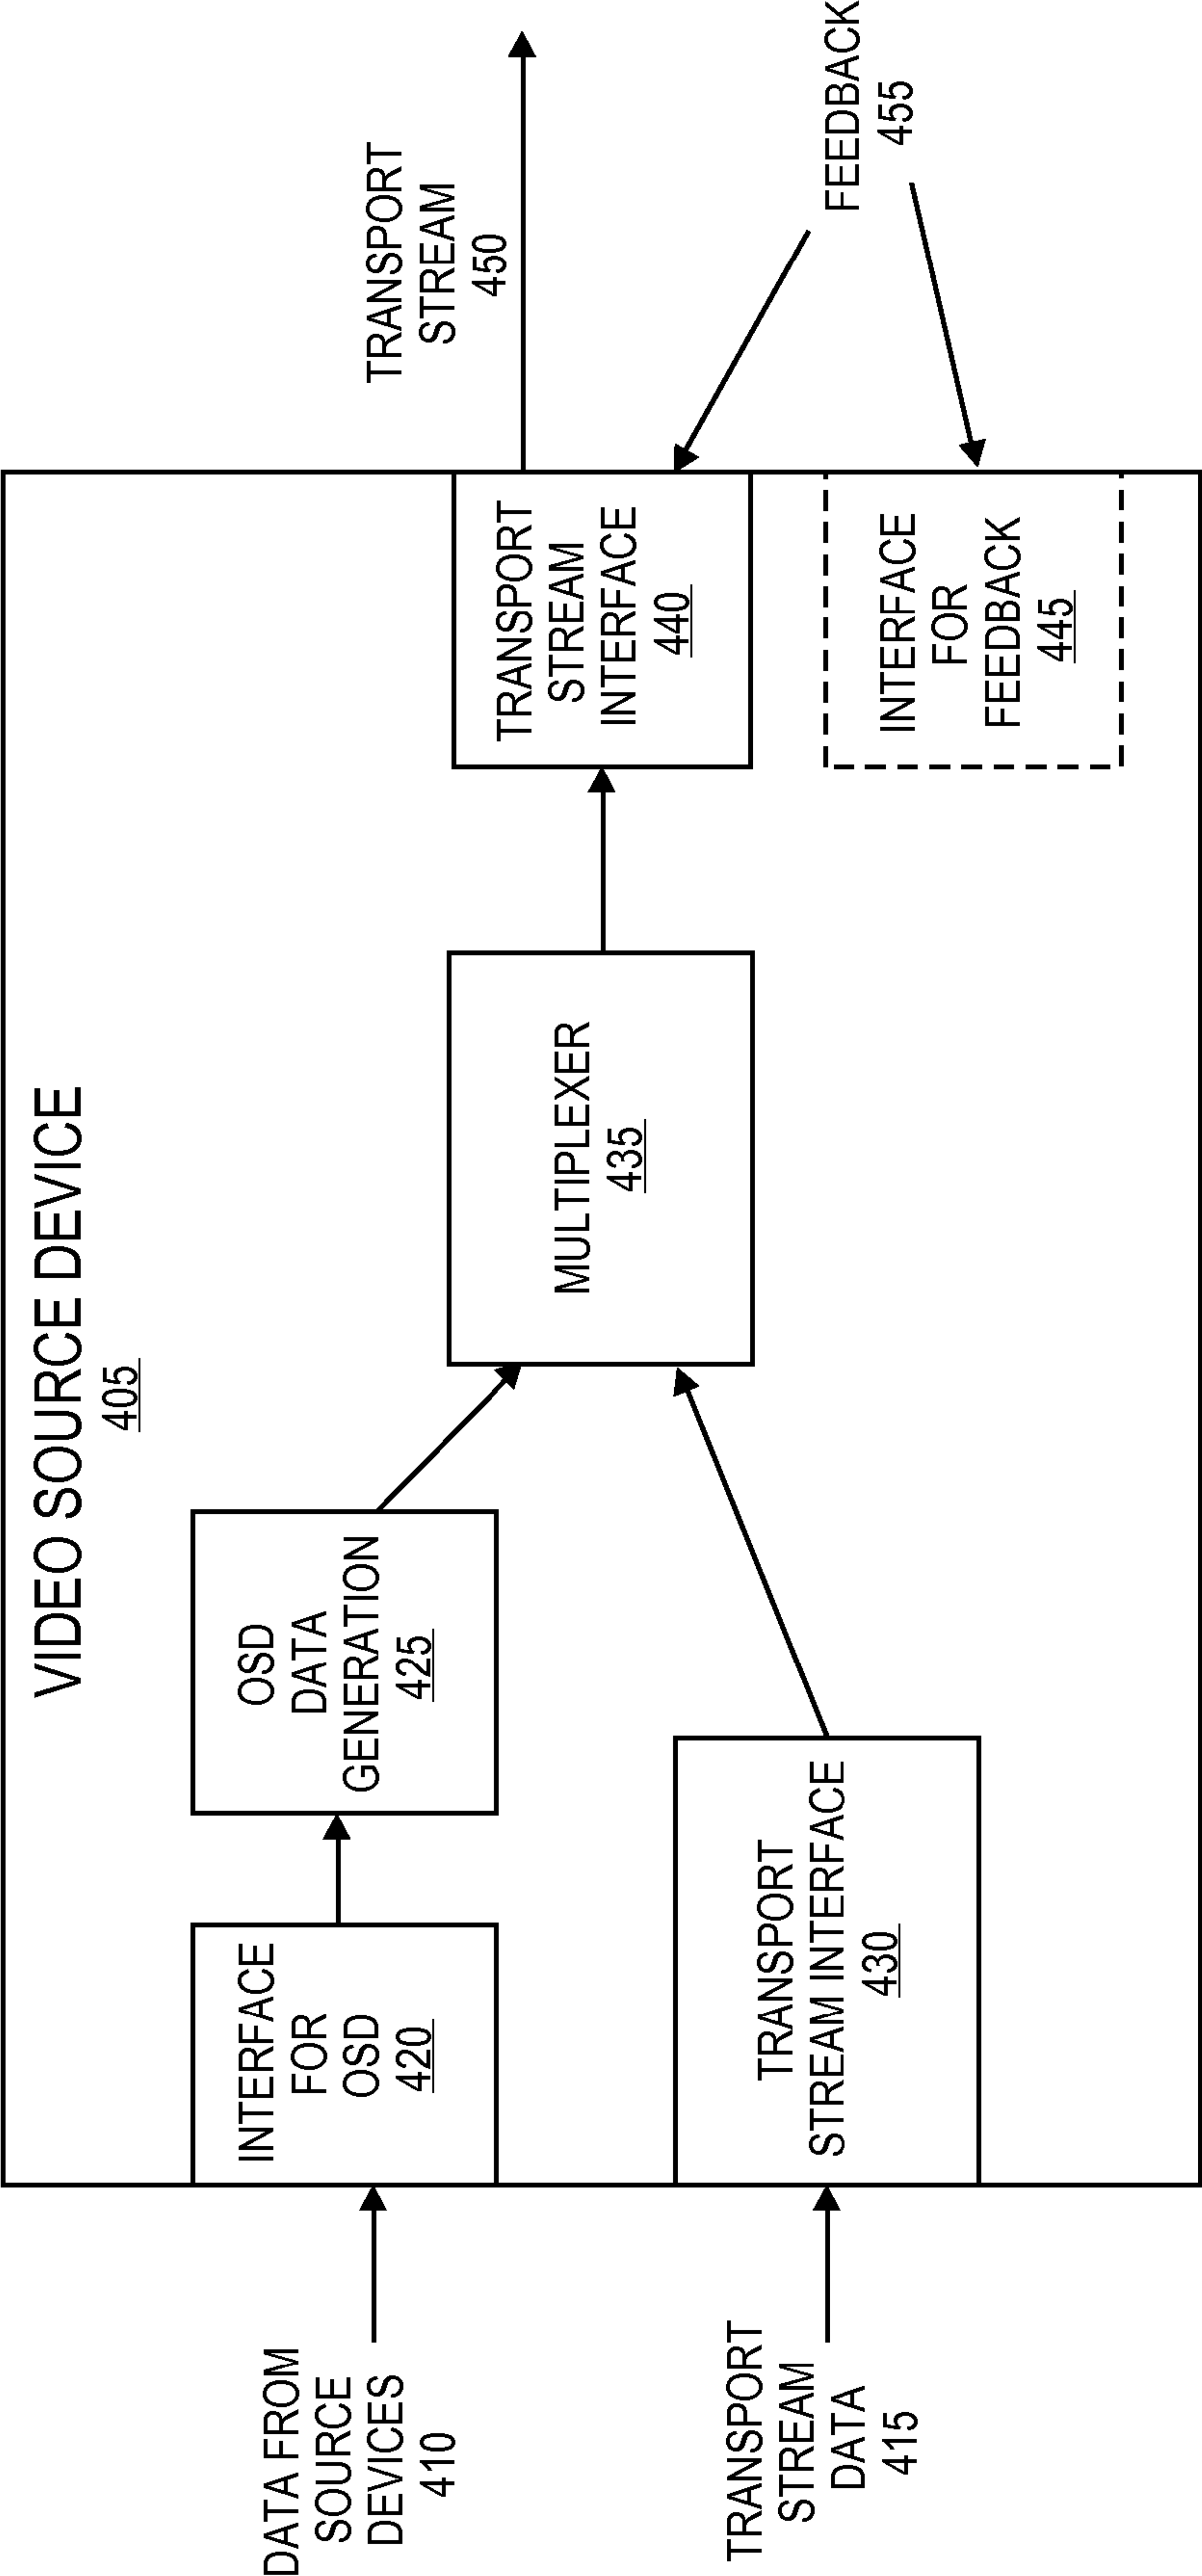 VIDEO SOURCE DEVICE
405
DATA FROM
SOURCE
DEVICES
410
INTERFACE
FOR
OSD
420
OSD
DATA
GENERATION
425
TRANSPORT
STREAM
DATA
415
TRANSPORT
STREAM INTERFACE
430
MULTIPLEXER
435
TRANSPORT
STREAM
INTERFACE
440
INTERFACE
FOR
FEEDBACK
445
TRANSPORT
STREAM
450
FEEDBACK
455